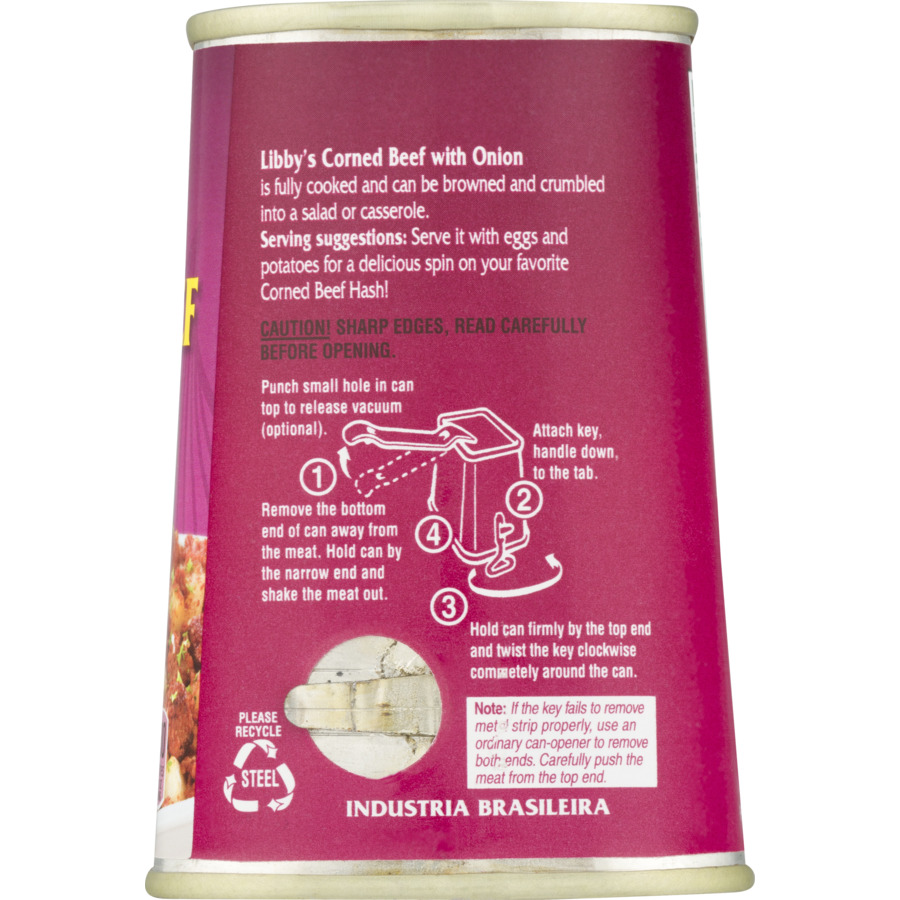 Libby's Corned Beef with Onion
is fully cooked and can be browned and crumbled
into a salad or casserole.
Serving suggestions: Serve it with eggs and
potatoes for a delicious spin on your favorite
Corned Beef Hash!
CAUTION! SHARP EDGES, READ CAREFULLY
BEFORE OPENING.
Punch small hole in can
top to release vacuum
(optional).
1
Attach key,
handle down,
to the tab.
2
Remove the bottom
end of can away from
the meat. Hold can by
the narrow end and
shake the meat out.
4
3
Hold can firmly by the top end
and twist the key clockwise
completely around the can.
Note: If the key fails to remove
metal strip properly, use an
ordinary can-opener to remove
both ends. Carefully push the
meat from the top end.
PLEASE
RECYCLE
STEEL
INDUSTRIA BRASILEIRA
F